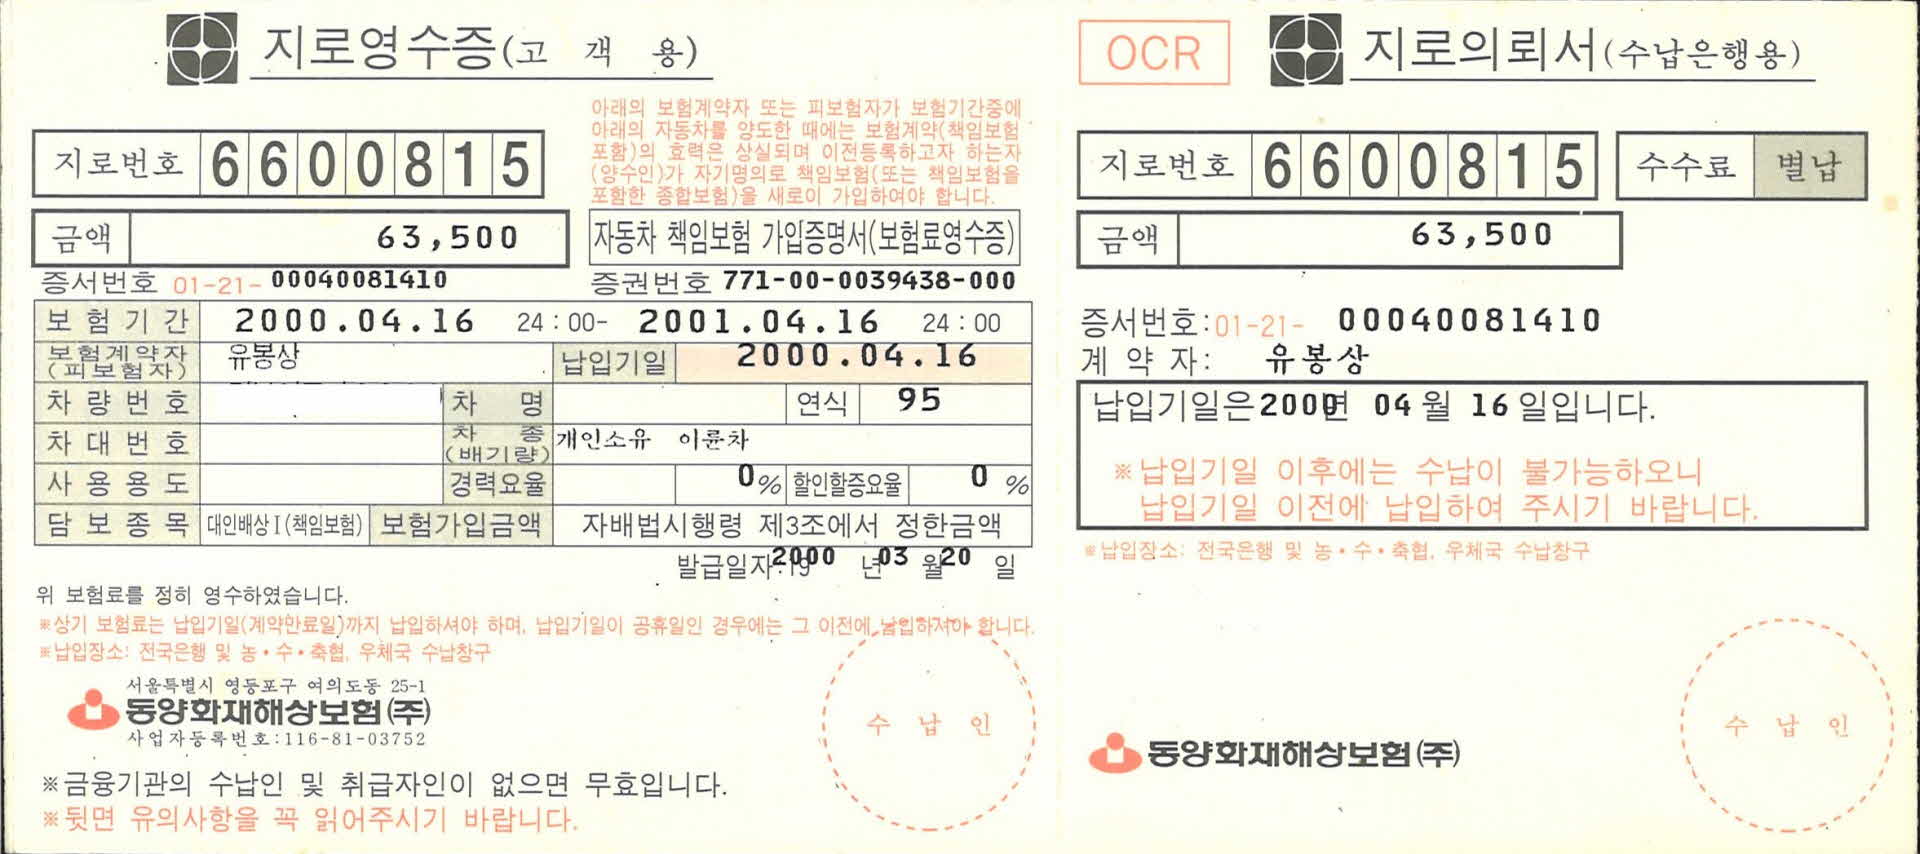 지로영수증(고 객 용)
아래의 보험계약자 또는 피보험자가 보험기간중에
아래의 자동차를 양도한 때에는 보험계약(책임보험
포함)의 효력은 상실되며 이전등록하고자 하는자
(양수인)가 자기명의로 책임보험(또는 책임보험을
포함한 종합보험)을 새로이 가입하여야 합니다.
지로번호 6600815
금액 63,500
자동차 책임보험 가입증명서(보험료영수증)
증서번호 01-21- 00040081410 증권번호 771-00-0039438-000
보험기간 2000.04.16 24:00- 2001.04.16 24:00
보험계약자 (피보험자) 유봉상 납입기일 2000.04.16
차량번호 차 명 연식 95
차대번호 차 종 (배기량) 개인소유 이륜차
사용용도 경력요율 0% 할인할증요율 0 %
담보종목 대인배상Ⅰ(책임보험) 보험가입금액 자배법시행령 제3조에서 정한금액
발급일자:19 2000 년 03 월 20 일
위 보험료를 정히 영수하였습니다.
※상기 보험료는 납입기일(계약만료일)까지 납입하셔야 하며, 납입기일이 공휴일인 경우에는 그 이전에 납입하셔야 합니다.
※납입장소: 전국은행 및 농·수·축협, 우체국 수납창구
서울특별시 영등포구 여의도동 25-1
동양화재해상보험(주)
사업자등록번호:116-81-03752
수 납 인
※금융기관의 수납인 및 취급자인이 없으면 무효입니다.
※뒷면 유의사항을 꼭 읽어주시기 바랍니다.
OCR 지로의뢰서(수납은행용)
지로번호 6600815 수수료 별납
금액 63,500
증서번호:01-21- 00040081410
계 약 자: 유봉상
납입기일은 2000년 04 월 16 일입니다.
※납입기일 이후에는 수납이 불가능하오니
납입기일 이전에 납입하여 주시기 바랍니다.
※납입장소: 전국은행 및 농·수·축협, 우체국 수납창구
동양화재해상보험(주)
수 납 인